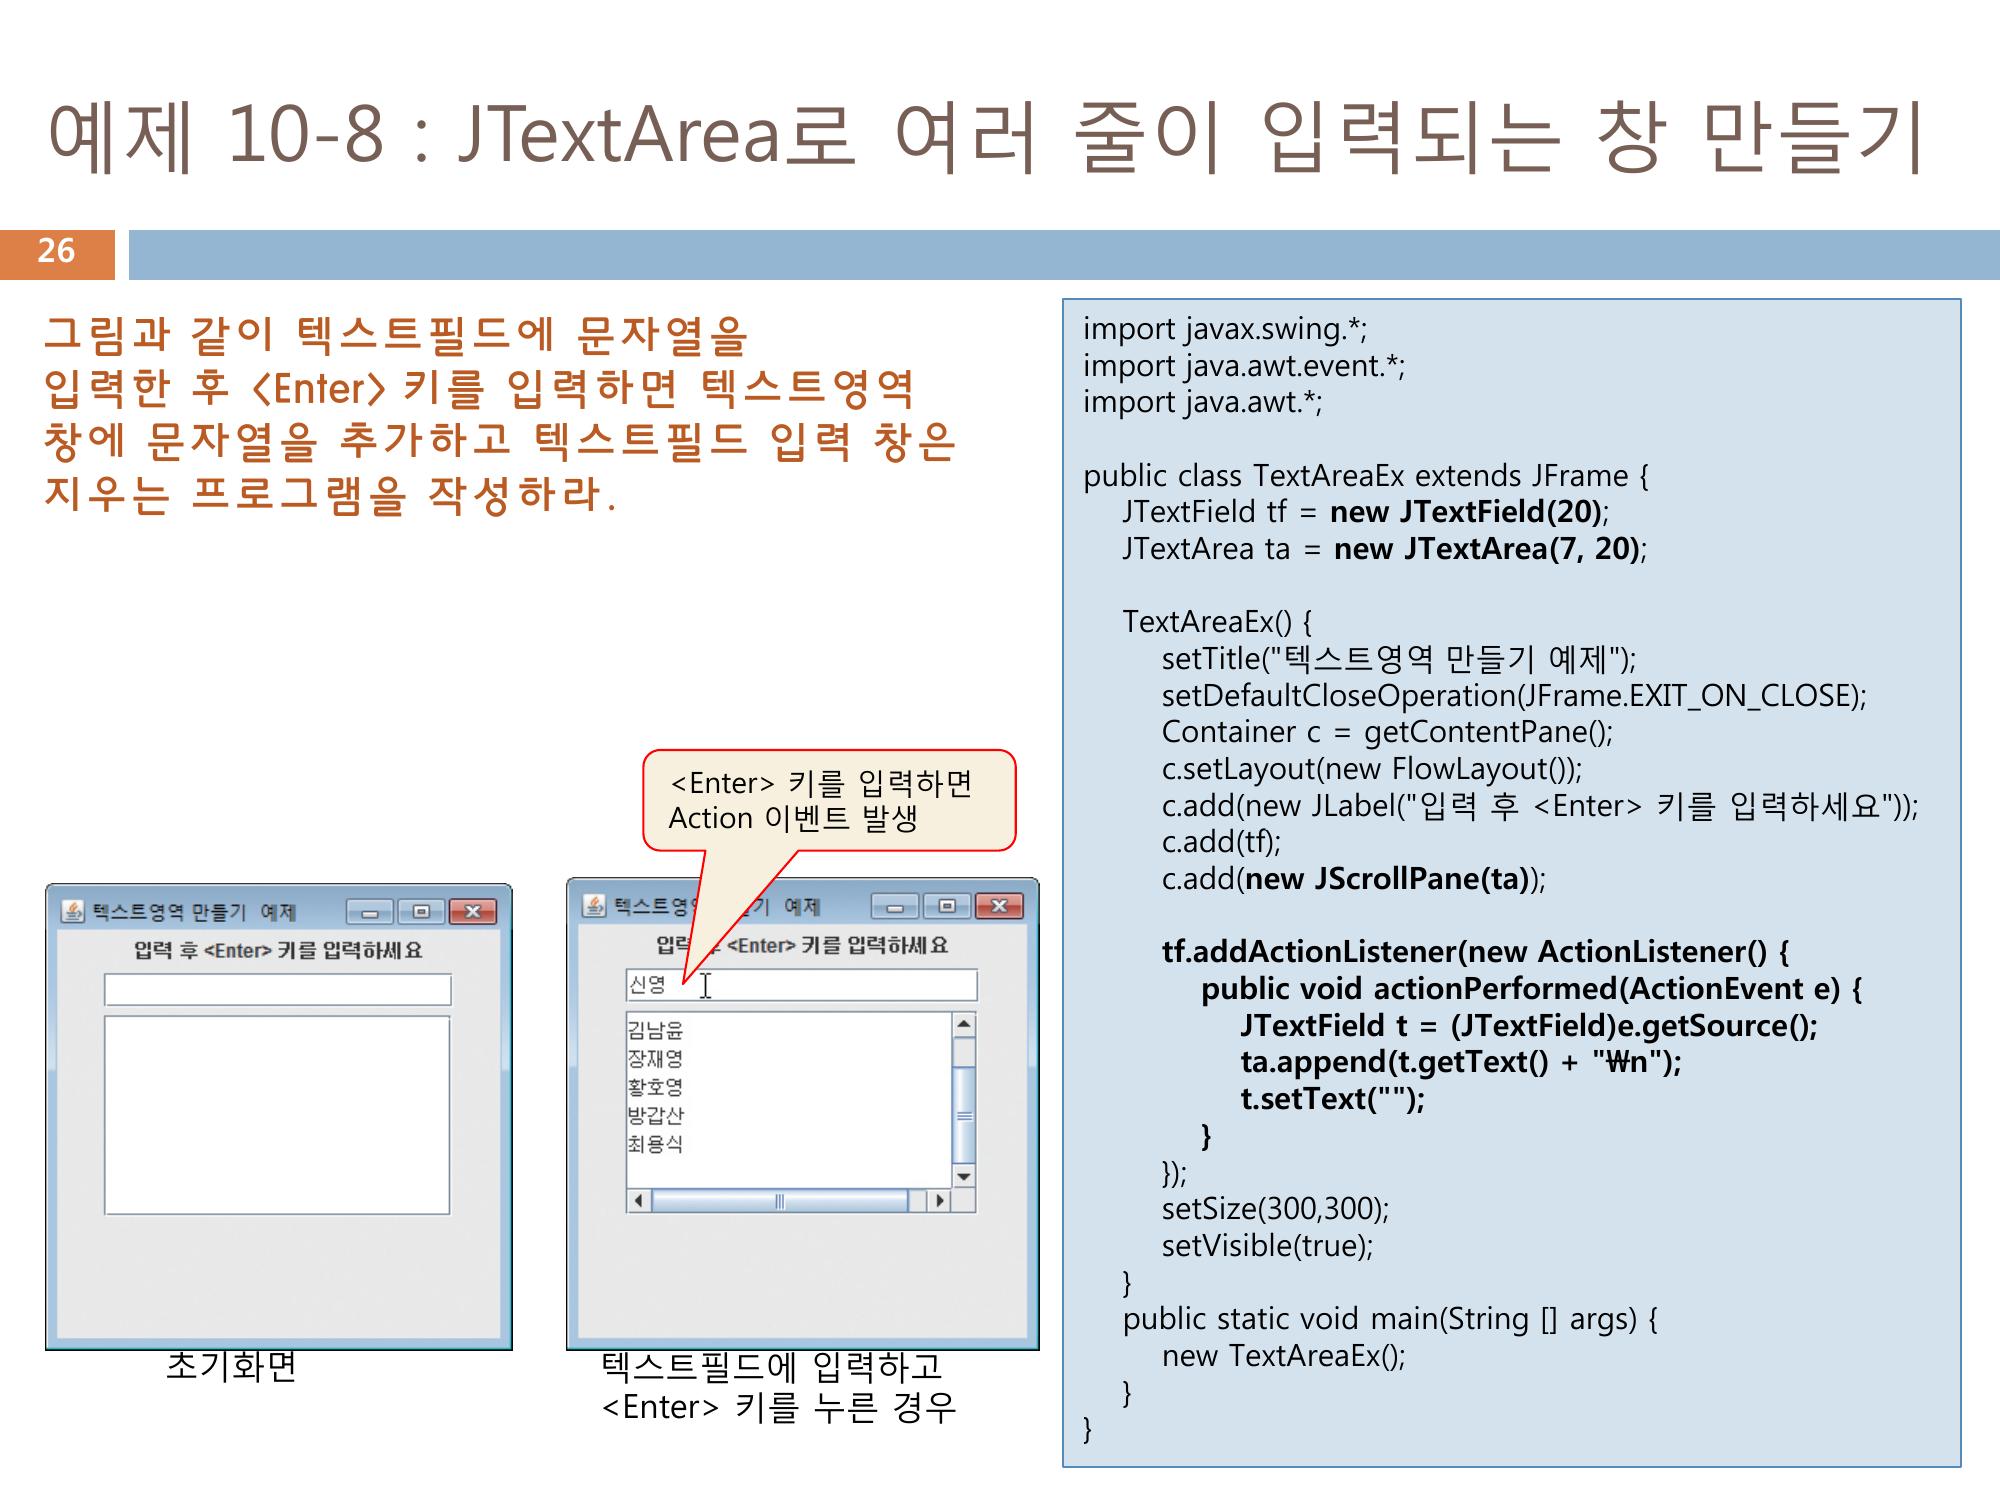 예제 10-8 : JTextArea로 여러 줄이 입력되는 창 만들기
26
그림과 같이 텍스트필드에 문자열을
입력한 후 <Enter> 키를 입력하면 텍스트영역
창에 문자열을 추가하고 텍스트필드 입력 창은
지우는 프로그램을 작성하라.
<Enter> 키를 입력하면
Action 이벤트 발생
텍스트영역 만들기 예제
입력 후 <Enter> 키를 입력하세요
초기화면
텍스트영 기 예제
입력 <Enter> 키를 입력하세요
신영
김남윤
장재영
황호영
방갑산
최용식
텍스트필드에 입력하고
<Enter> 키를 누른 경우
import javax.swing.*;
import java.awt.event.*;
import java.awt.*;
public class TextAreaEx extends JFrame {
JTextField tf = new JTextField(20);
JTextArea ta = new JTextArea(7, 20);
TextAreaEx() {
setTitle("텍스트영역 만들기 예제");
setDefaultCloseOperation(JFrame.EXIT_ON_CLOSE);
Container c = getContentPane();
c.setLayout(new FlowLayout());
c.add(new JLabel("입력 후 <Enter> 키를 입력하세요"));
c.add(tf);
c.add(new JScrollPane(ta));
tf.addActionListener(new ActionListener() {
public void actionPerformed(ActionEvent e) {
JTextField t = (JTextField)e.getSource();
ta.append(t.getText() + "₩n");
t.setText("");
}
});
setSize(300,300);
setVisible(true);
}
public static void main(String [] args) {
new TextAreaEx();
}
}